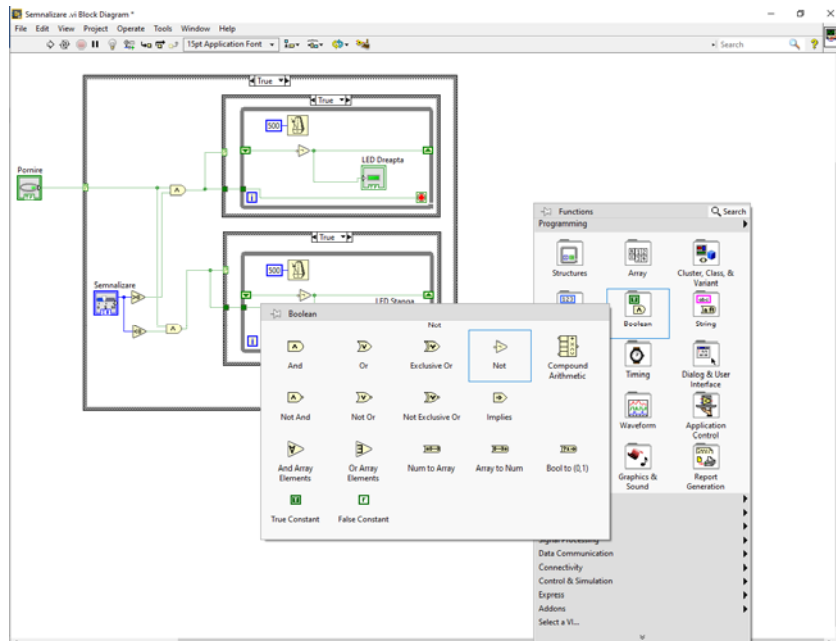 Semnalizare .vi Block Diagram *
File Edit View Project Operate Tools Window Help
15pt Application Font
Search
True
True
500
LED Dreapta
i
Pornire
True
500
Semnalizare
LED Stanga
i
Functions
Search
Programming
Structures
Array
Cluster, Class, &
Variant
123
Boolean
String
Timing
Dialog & User
Interface
Waveform
Application
Control
Graphics &
Sound
Report
Generation
Signal Processing
Data Communication
Connectivity
Control & Simulation
Express
Addons
Select a VI...
Boolean
Not
And
Or
Exclusive Or
Not
Compound
Arithmetic
Not And
Not Or
Not Exclusive Or
Implies
And Array
Elements
Or Array
Elements
Num to Array
Array to Num
Bool to (0,1)
True Constant
False Constant